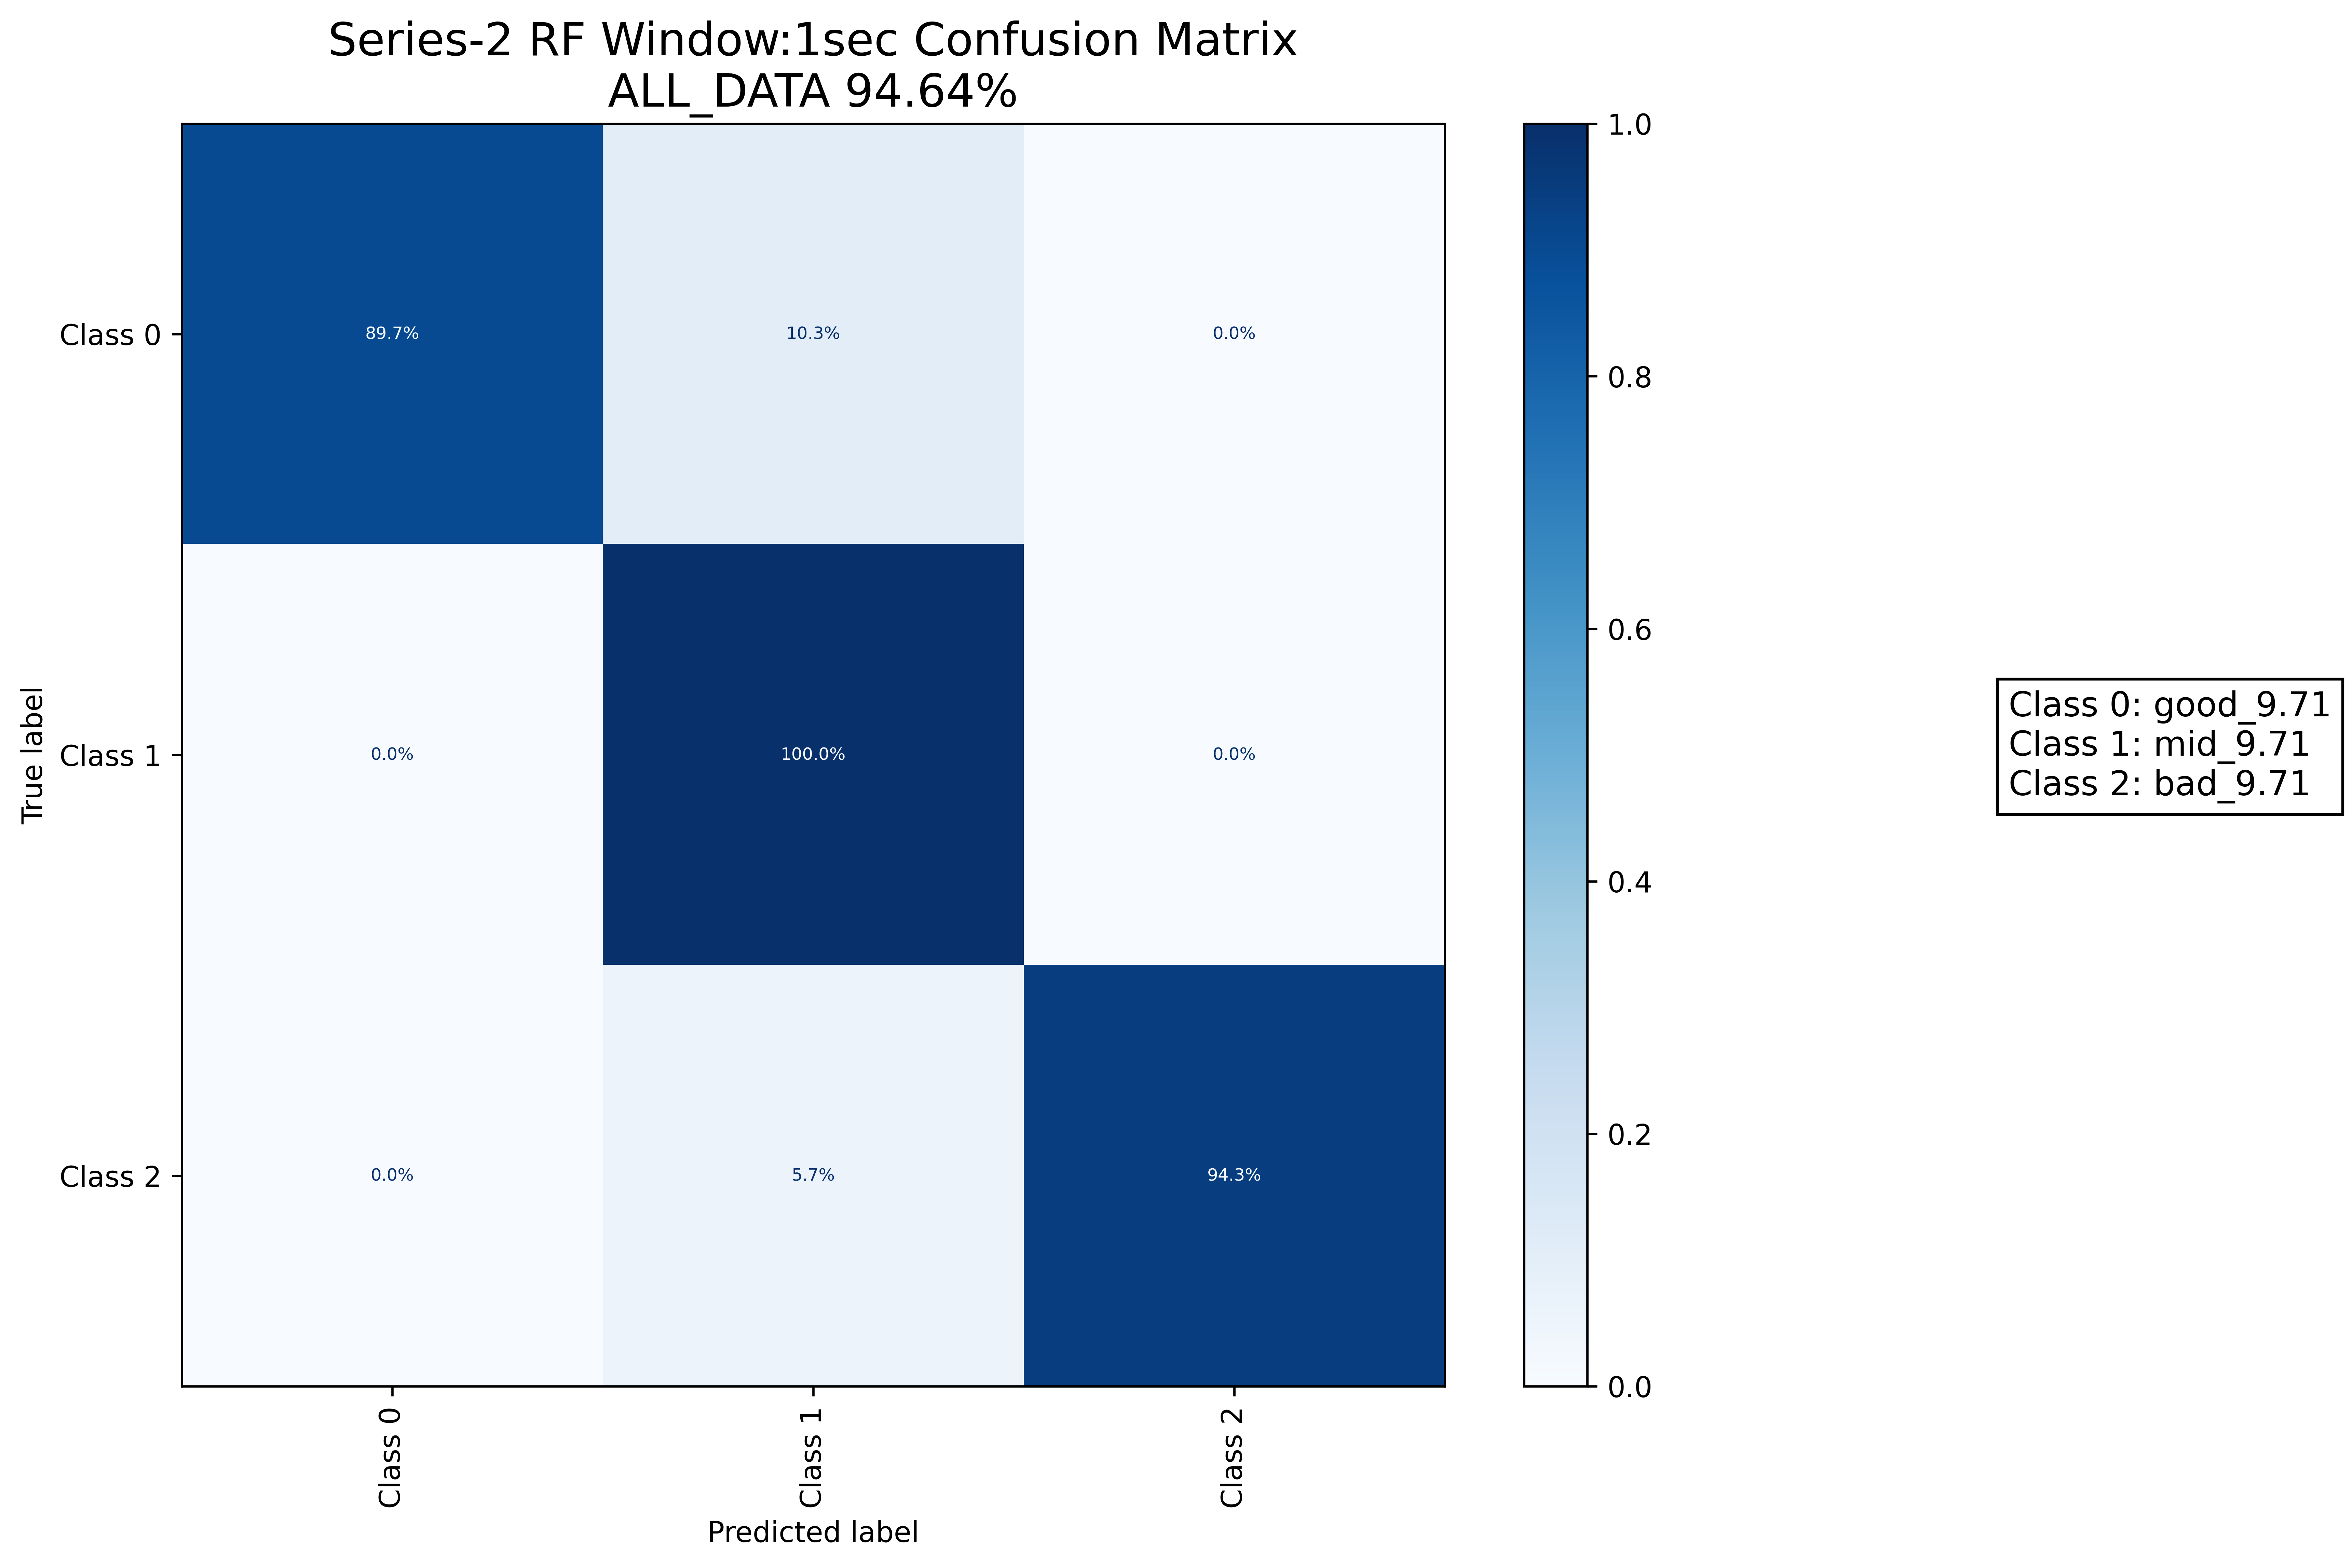 Series-2 RF Window:1sec Confusion Matrix
ALL_DATA 94.64%
True label
Class 0
89.7%
10.3%
0.0%
Class 1
0.0%
100.0%
0.0%
Class 2
0.0%
5.7%
94.3%
Class 0
Class 1
Class 2
Predicted label
1.0
0.8
0.6
0.4
0.2
0.0
Class 0: good_9.71
Class 1: mid_9.71
Class 2: bad_9.71